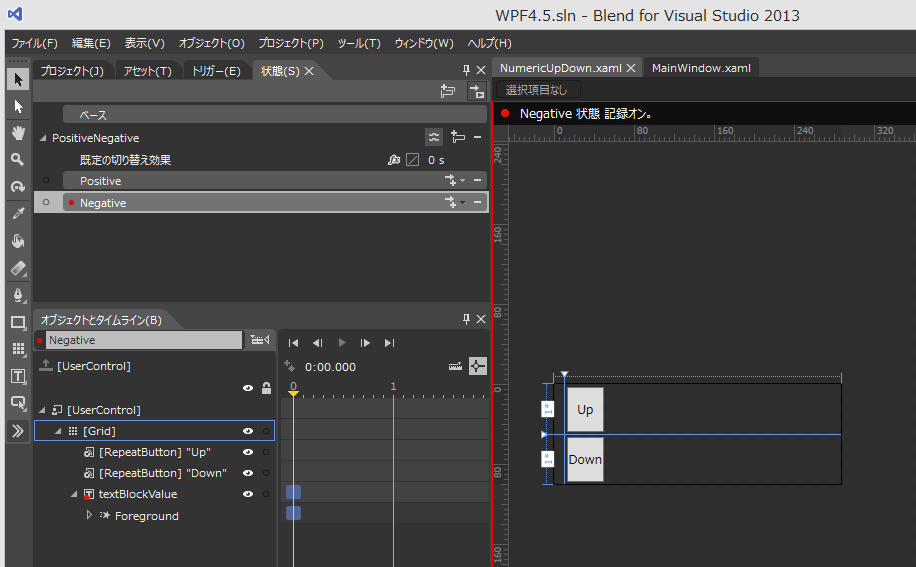 WPF4.5.sln - Blend for Visual Studio 2013
ファイル(F) 編集(E) 表示(V) オブジェクト(O) プロジェクト(P) ツール(T) ウィンドウ(W) ヘルプ(H)
プロジェクト(J) アセット(T) トリガー(E) 状態(S)
NumericUpDown.xaml MainWindow.xaml
選択項目なし
ベース
Negative 状態 記録オン。
PositiveNegative
既定の切り替え効果 0 s
Positive
Negative
0 80 160 240 320
240
160
80
0
80
160
オブジェクトとタイムライン(B)
Negative
[UserControl] 0:00.000
0 1
[UserControl]
[Grid]
[RepeatButton] "Up"
[RepeatButton] "Down"
textBlockValue
Foreground
1* Up
1* Down